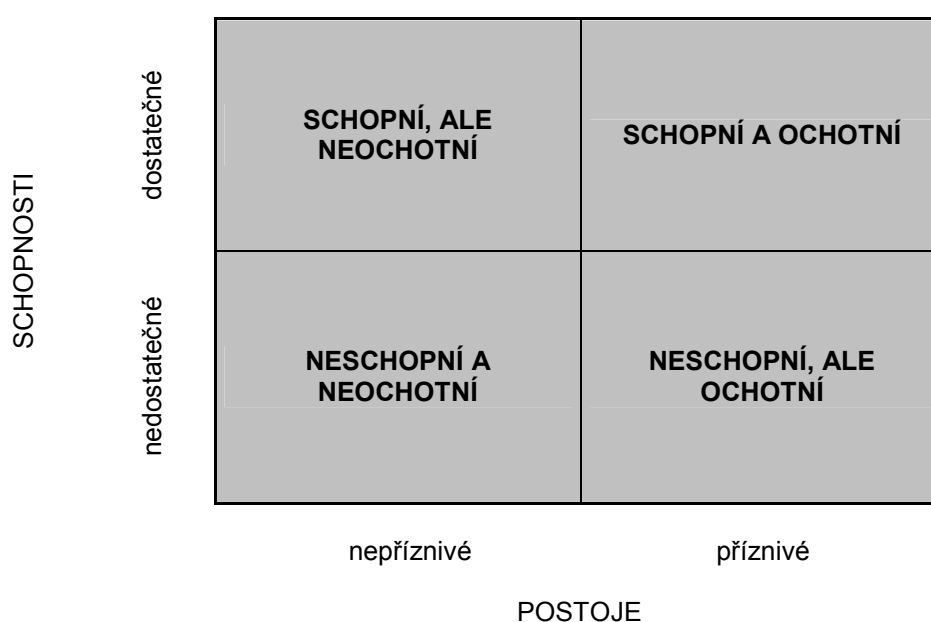 SCHOPNOSTI
dostatečné
SCHOPNÍ, ALE
NEOCHOTNÍ
SCHOPNÍ A OCHOTNÍ
nedostatečné
NESCHOPNÍ A
NEOCHOTNÍ
NESCHOPNÍ, ALE
OCHOTNÍ
nepříznivé
příznivé
POSTOJE